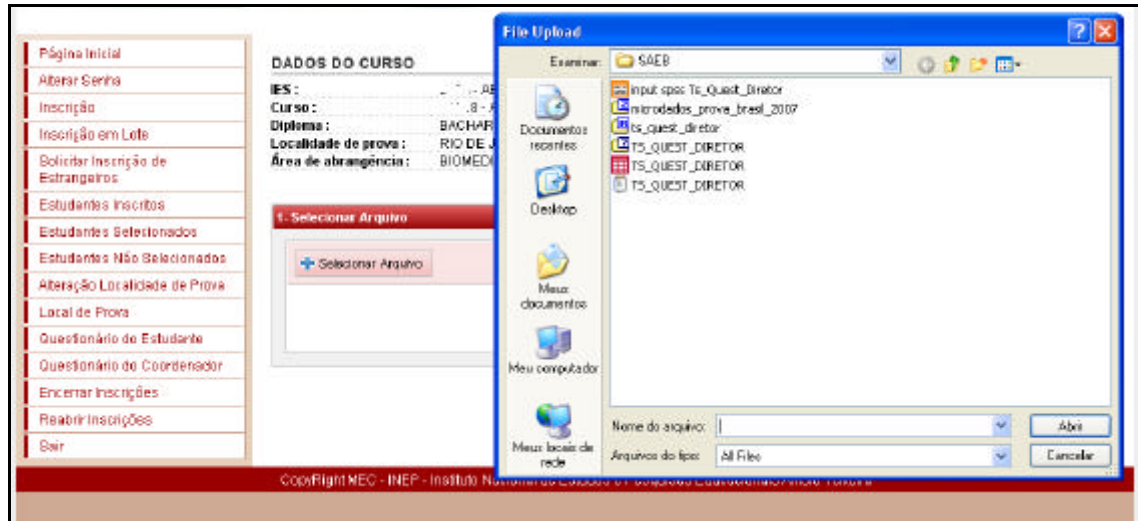 Página Inicial
Alterar Senha
Inscrição
Inscrição em Lote
Solicitar Inscrição de
Estrangeiros
Estudantes Inscritos
Estudantes Selecionados
Estudantes Não Selecionados
Alteração Localidade de Prova
Local de Prova
Questionário do Estudante
Questionário do Coordenador
Encerrar Inscrições
Reabrir Inscrições
Sair
DADOS DO CURSO
IES :
Curso :
Diploma : BACHAR
Localidade de prova : RIO DE J
Área de abrangência : BIOMED
1- Selecionar Arquivo
Selecionar Arquivo
File Upload
Examinar: SAEB
Documentos
recentes
Desktop
Meus
documentos
Meu computador
Meus locais de
rede
input spss Ts_Quest_Diretor
microdados_prova_brasil_2007
ts_quest_diretor
TS_QUEST_DIRETOR
TS_QUEST_DIRETOR
TS_QUEST_DIRETOR
Nome do arquivo: Abrir
Arquivos do tipo: All Files Cancelar
CopyRight MEC - INEP - Instituto